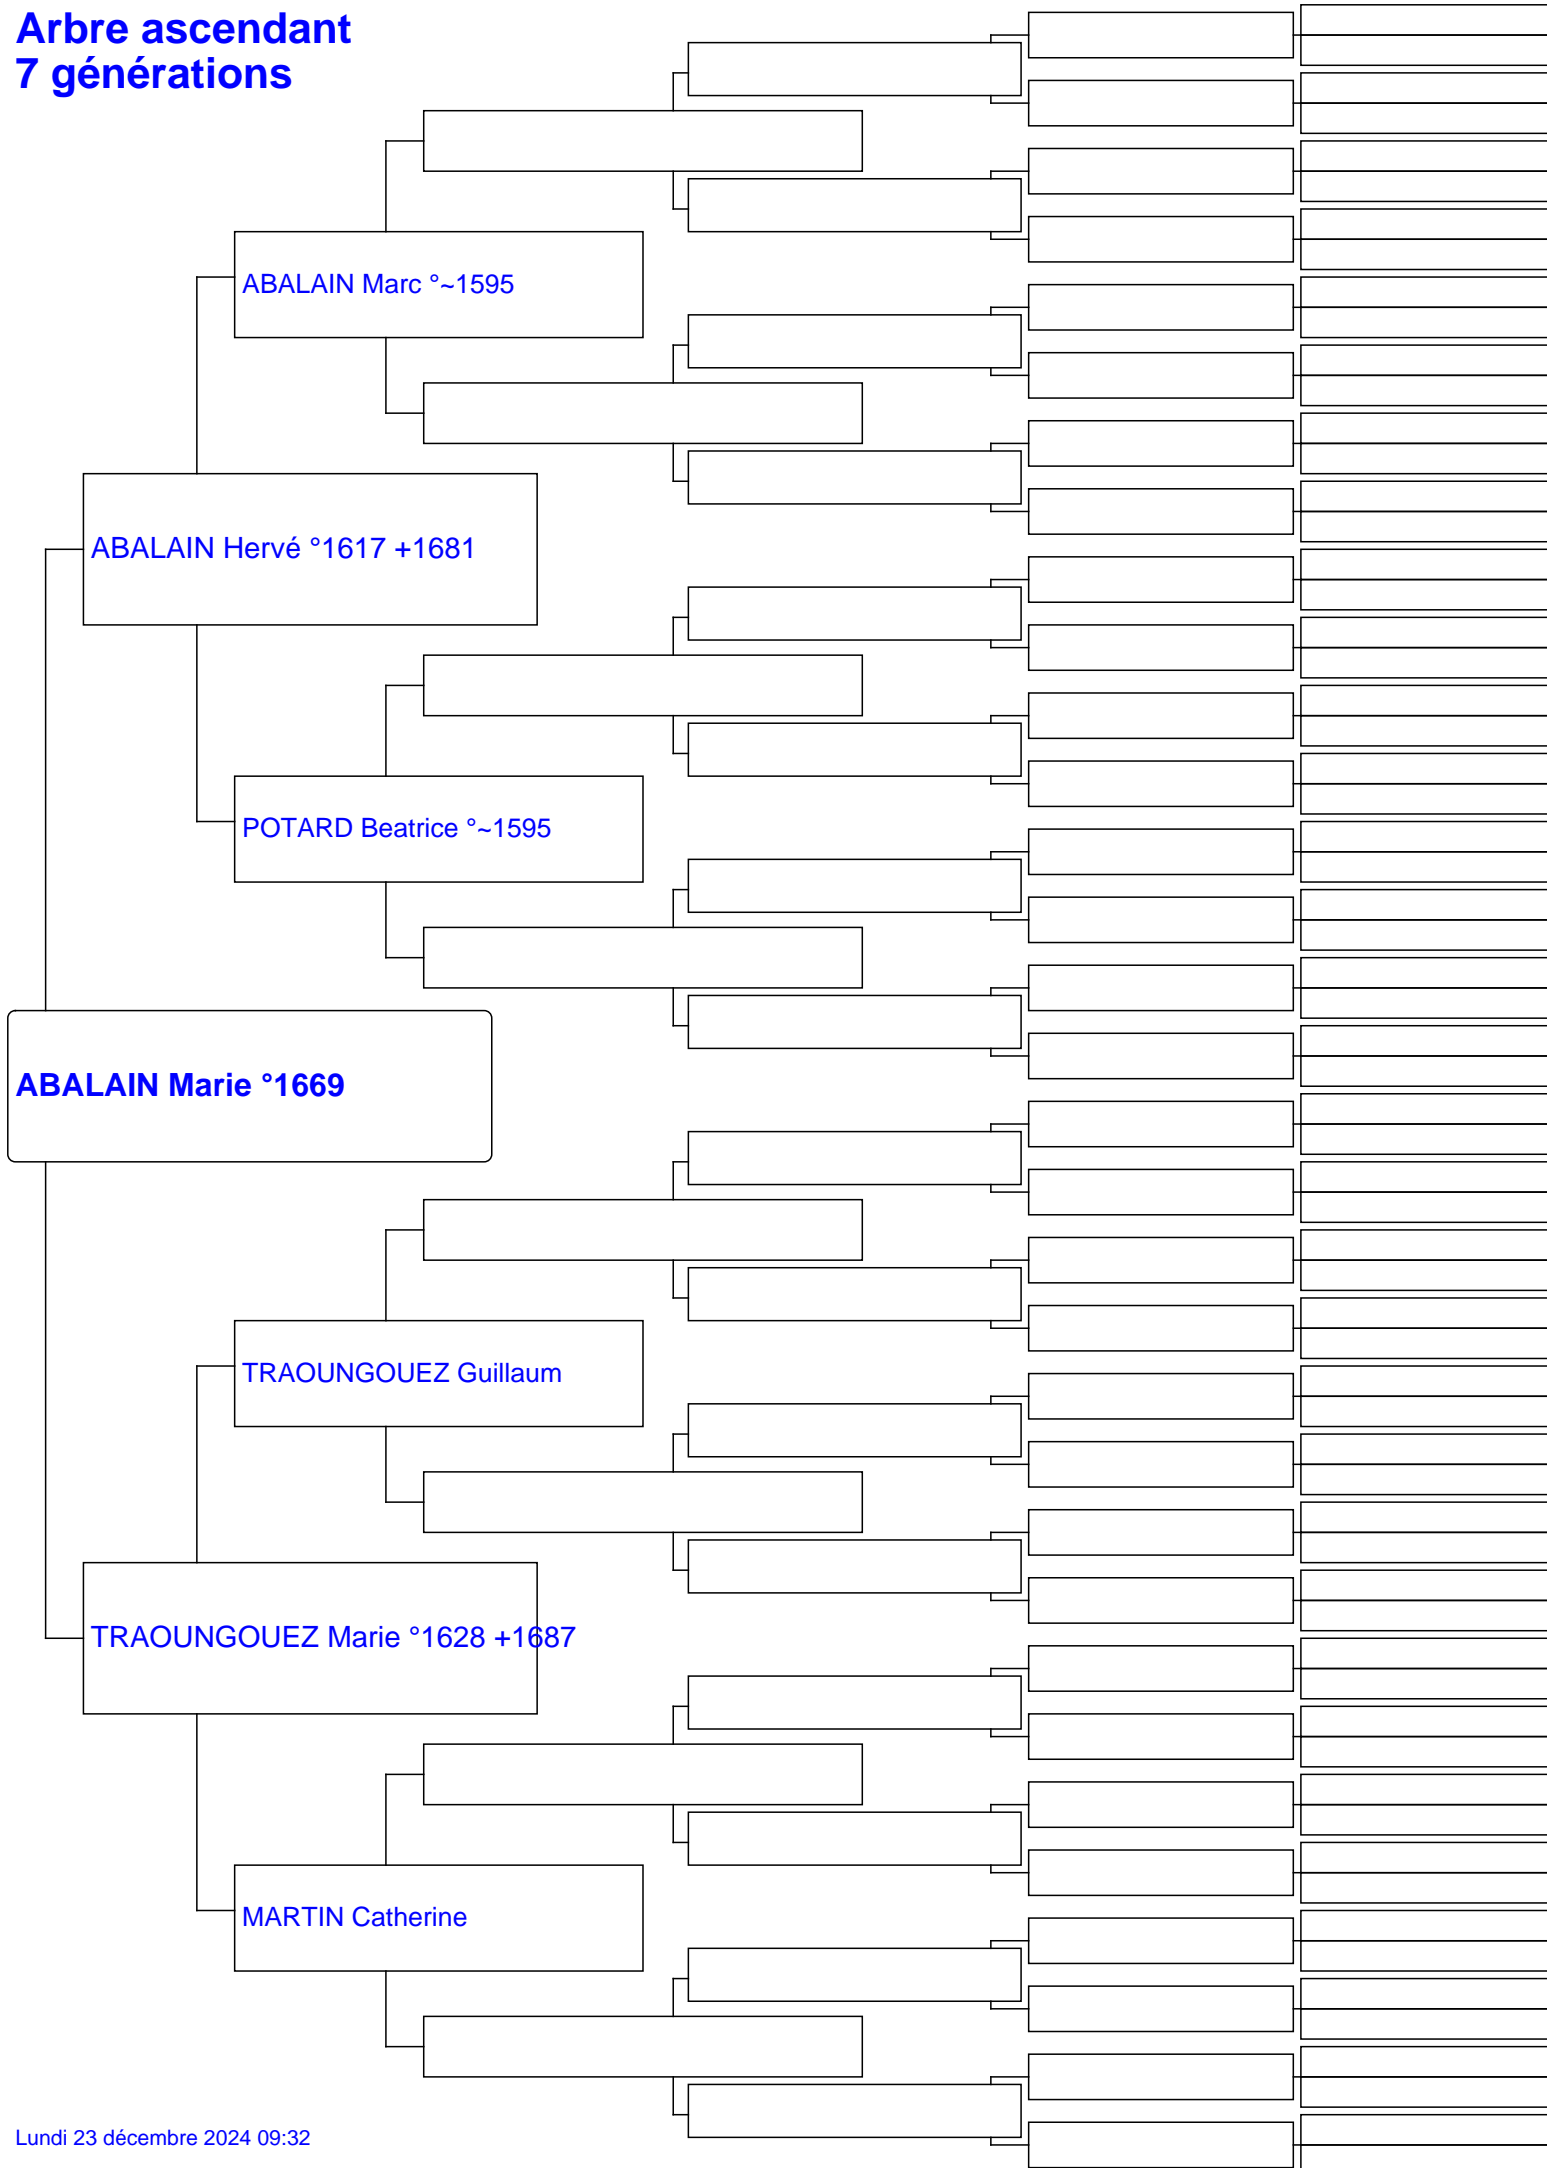 Arbre ascendant
7 générations
ABALAIN Marc °~1595
ABALAIN Hervé °1617 +1681
POTARD Beatrice °~1595
ABALAIN Marie °1669
TRAOUNGOUEZ Guillaum
TRAOUNGOUEZ Marie °1628 +1687
MARTIN Catherine
Lundi 23 décembre 2024 09:32